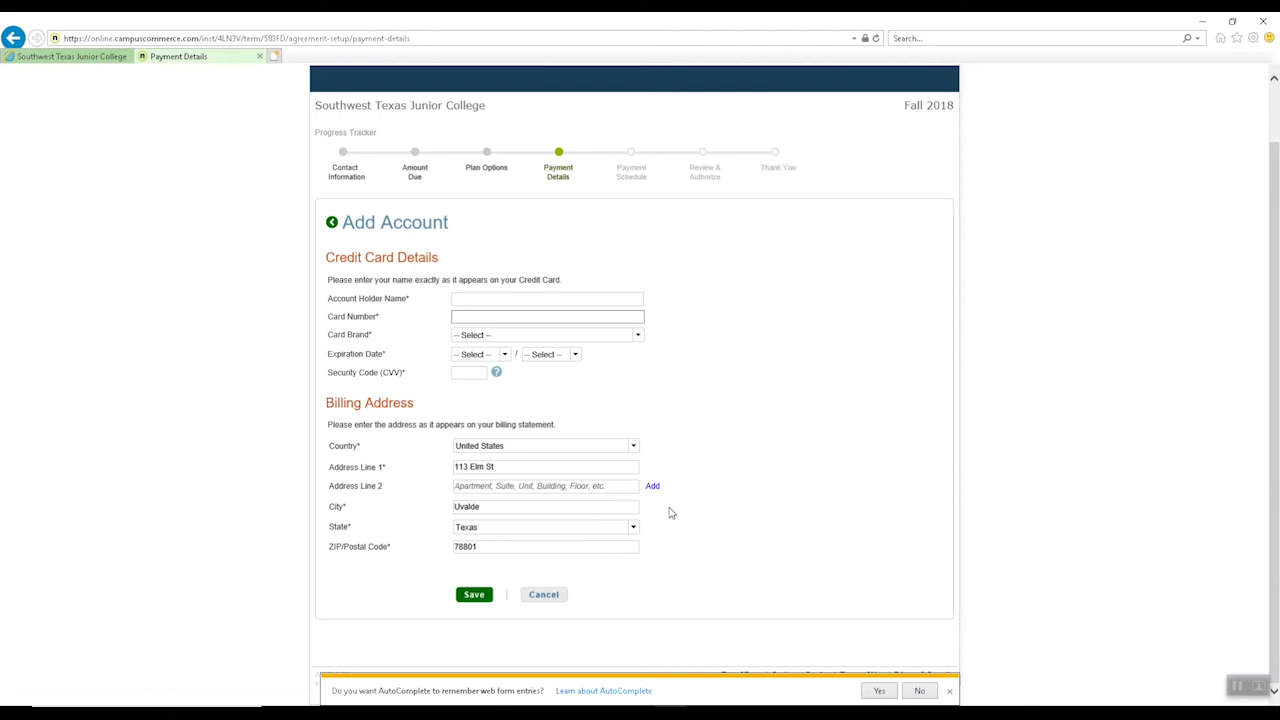 https://online.campuscommerce.com/inst/4LN3V/term/583FD/agreement-setup/payment-details
Search...
Southwest Texas Junior College
Payment Details
Southwest Texas Junior College
Fall 2018
Progress Tracker
Contact Information
Amount Due
Plan Options
Payment Details
Payment Schedule
Review & Authorize
Thank You
Add Account
Credit Card Details
Please enter your name exactly as it appears on your Credit Card.
Account Holder Name*
Card Number*
Card Brand* -- Select --
Expiration Date* -- Select -- / -- Select --
Security Code (CVV)* ?
Billing Address
Please enter the address as it appears on your billing statement.
Country* United States
Address Line 1* 113 Elm St
Address Line 2 Apartment, Suite, Unit, Building, Floor, etc. Add
City* Uvalde
State* Texas
ZIP/Postal Code* 78801
Save | Cancel
Do you want AutoComplete to remember web form entries? Learn about AutoComplete Yes No